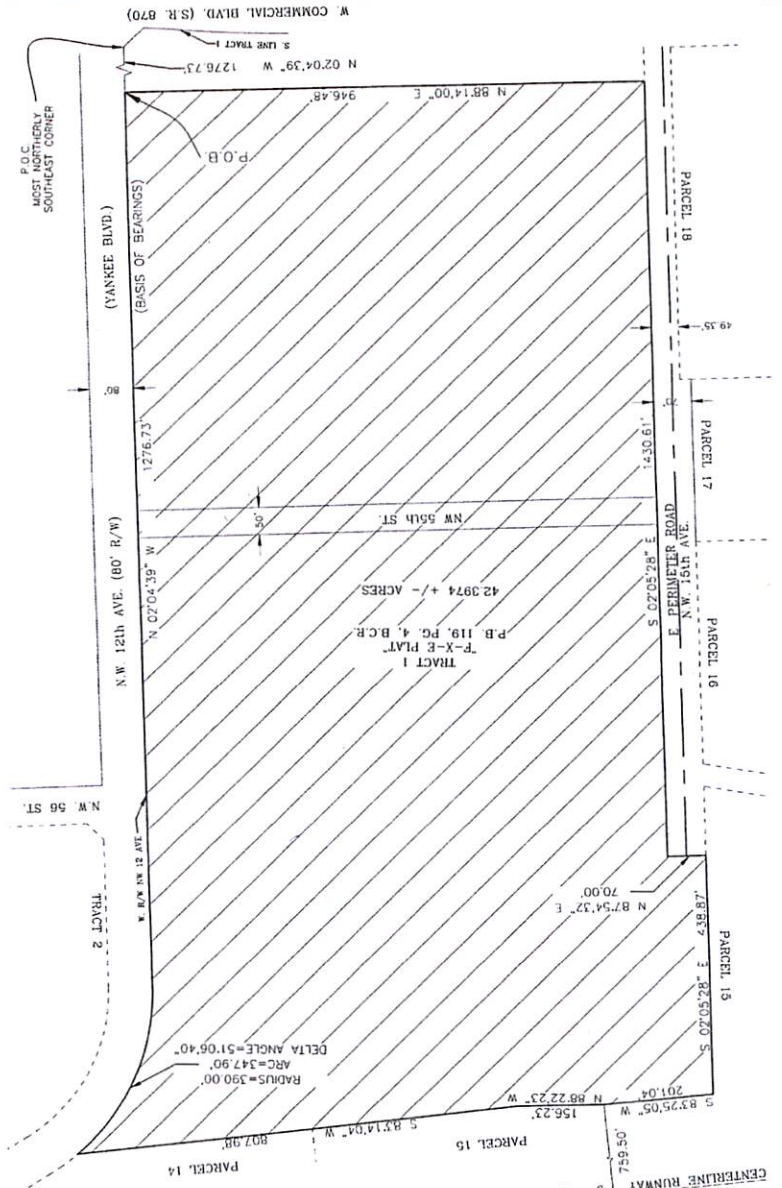 W. COMMERCIAL BLVD. (S.R. 870)
S. LINE TRACT 1
N 02°04'39" W 1276.73'
P.O.C.
MOST NORTHERLY
SOUTHEAST CORNER
N 88°14'00" E 946.48'
P.O.B.
(YANKEE BLVD.)
(BASIS OF BEARINGS)
80'
N.W. 12th AVE. (80' R/W)
N 02°04'39" W 1276.73'
PARCEL 18
49.35'
70'
PARCEL 17
50'
NW 55th ST.
S 02°05'28" E 1430.61'
E PERIMETER ROAD
N.W. 15th AVE.
PARCEL 16
TRACT 1
"F-X-E PLAT"
P.B. 119, PG. 4, B.C.R.
42.3974 +/- ACRES
N.W. 56 ST.
W. R/W NW 12 AVE
TRACT 2
N 87°54'32" E
70.00'
S 02°05'28" E 438.87'
PARCEL 15
RADIUS=390.00'
ARC=347.90'
DELTA ANGLE=51°06'40"
S 83°25'05" W
201.04'
N 88°22'23" W
156.23'
S 83°14'04" W 807.98'
PARCEL 15
PARCEL 14
759.50'
CENTERLINE RUNWAY